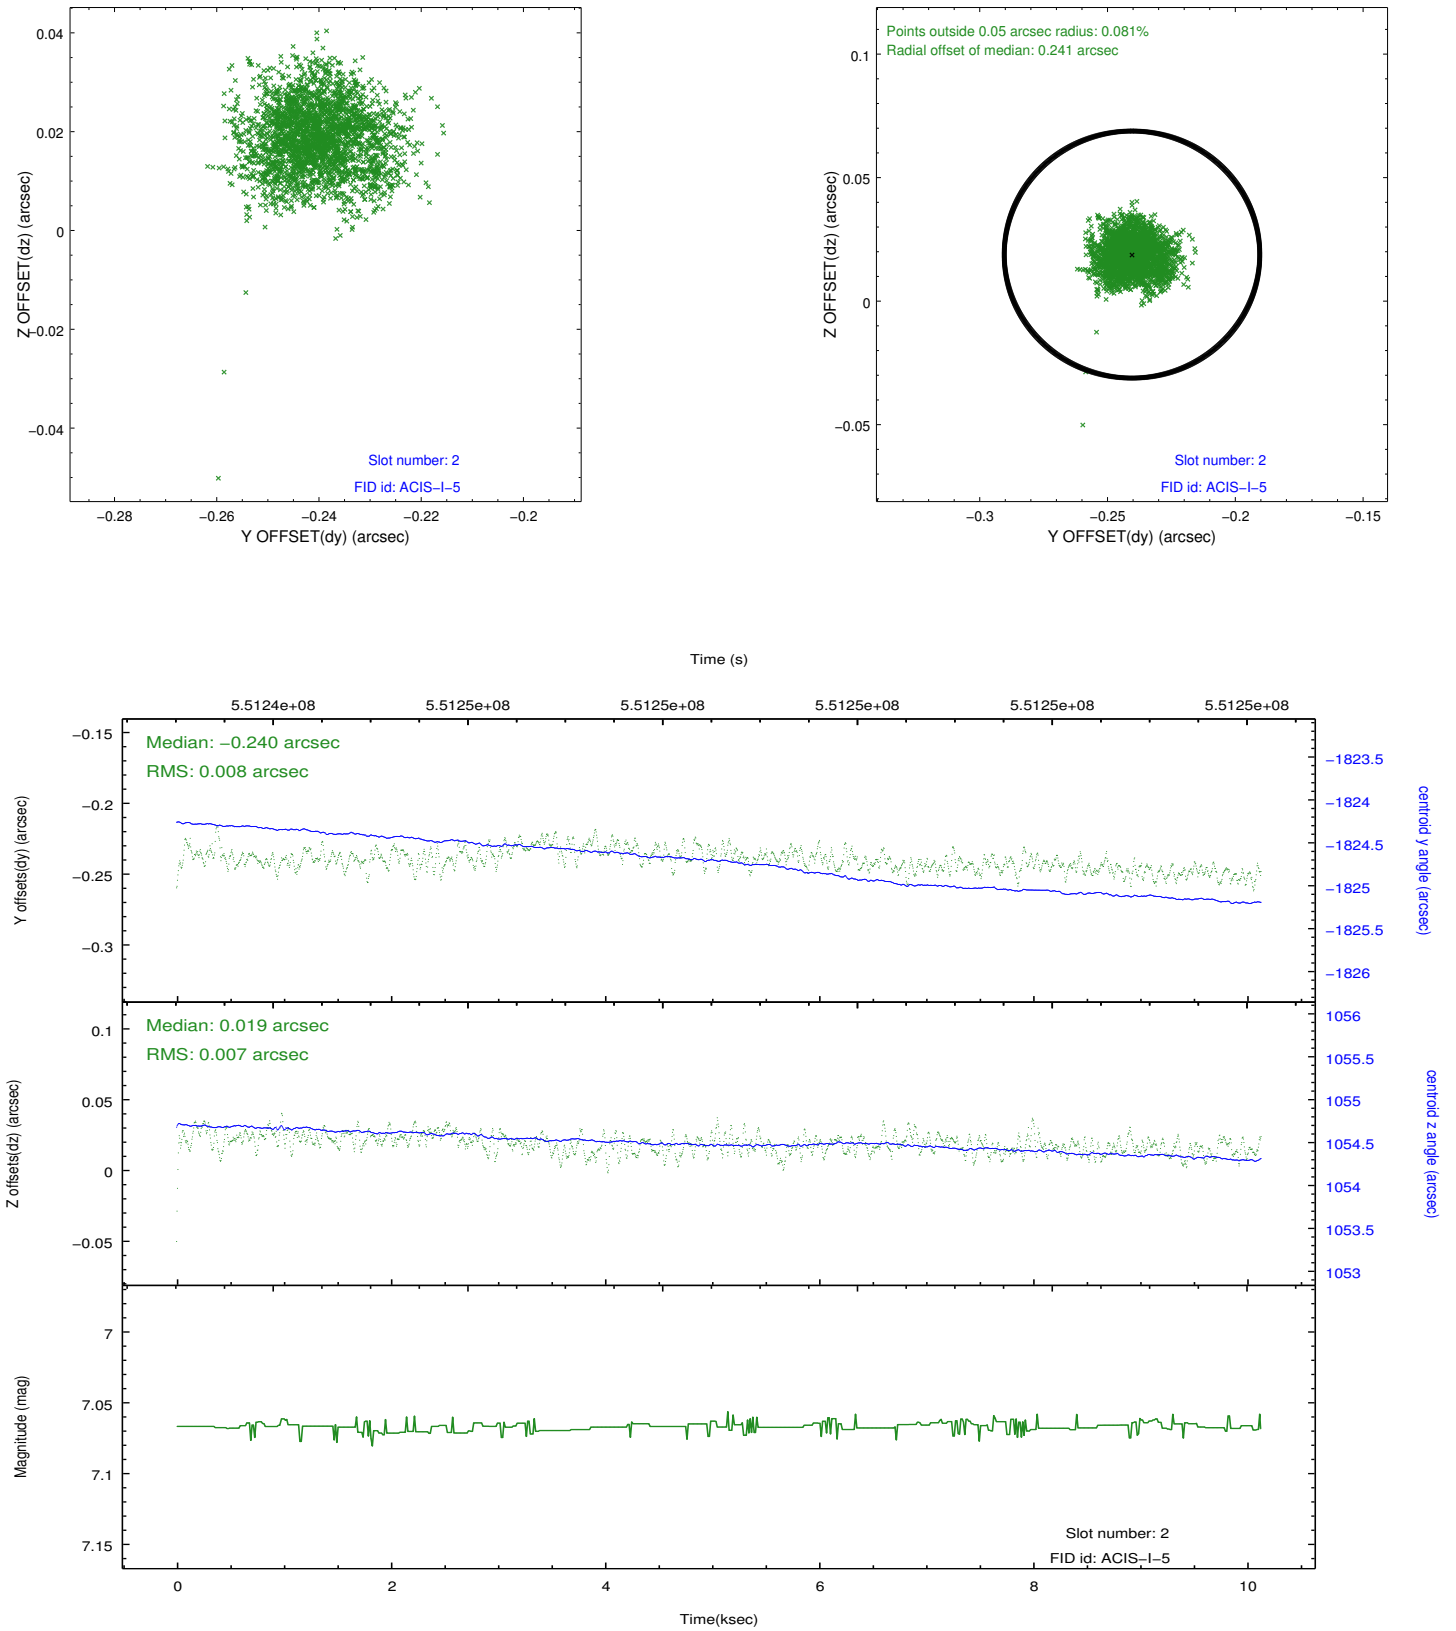 0.04
0.02
0
−0.02
−0.04
Z OFFSET(dz) (arcsec)
Slot number: 2
FID id: ACIS−I−5
−0.28
−0.26
−0.24
−0.22
−0.2
Y OFFSET(dy) (arcsec)
Points outside 0.05 arcsec radius: 0.081%
Radial offset of median: 0.241 arcsec
0.1
0.05
0
−0.05
Z OFFSET(dz) (arcsec)
Slot number: 2
FID id: ACIS−I−5
−0.3
−0.25
−0.2
−0.15
Y OFFSET(dy) (arcsec)
Time (s)
5.5124e+08
5.5125e+08
5.5125e+08
5.5125e+08
5.5125e+08
5.5125e+08
Median: −0.240 arcsec
RMS: 0.008 arcsec
−0.15
−0.2
−0.25
−0.3
Y offsets(dy) (arcsec)
−1823.5
−1824
−1824.5
−1825
−1825.5
−1826
centroid y angle (arcsec)
Median: 0.019 arcsec
RMS: 0.007 arcsec
0.1
0.05
0
−0.05
Z offsets(dz) (arcsec)
1056
1055.5
1055
1054.5
1054
1053.5
1053
centroid z angle (arcsec)
7
7.05
7.1
7.15
Magnitude (mag)
Slot number: 2
FID id: ACIS−I−5
0
2
4
6
8
10
Time(ksec)